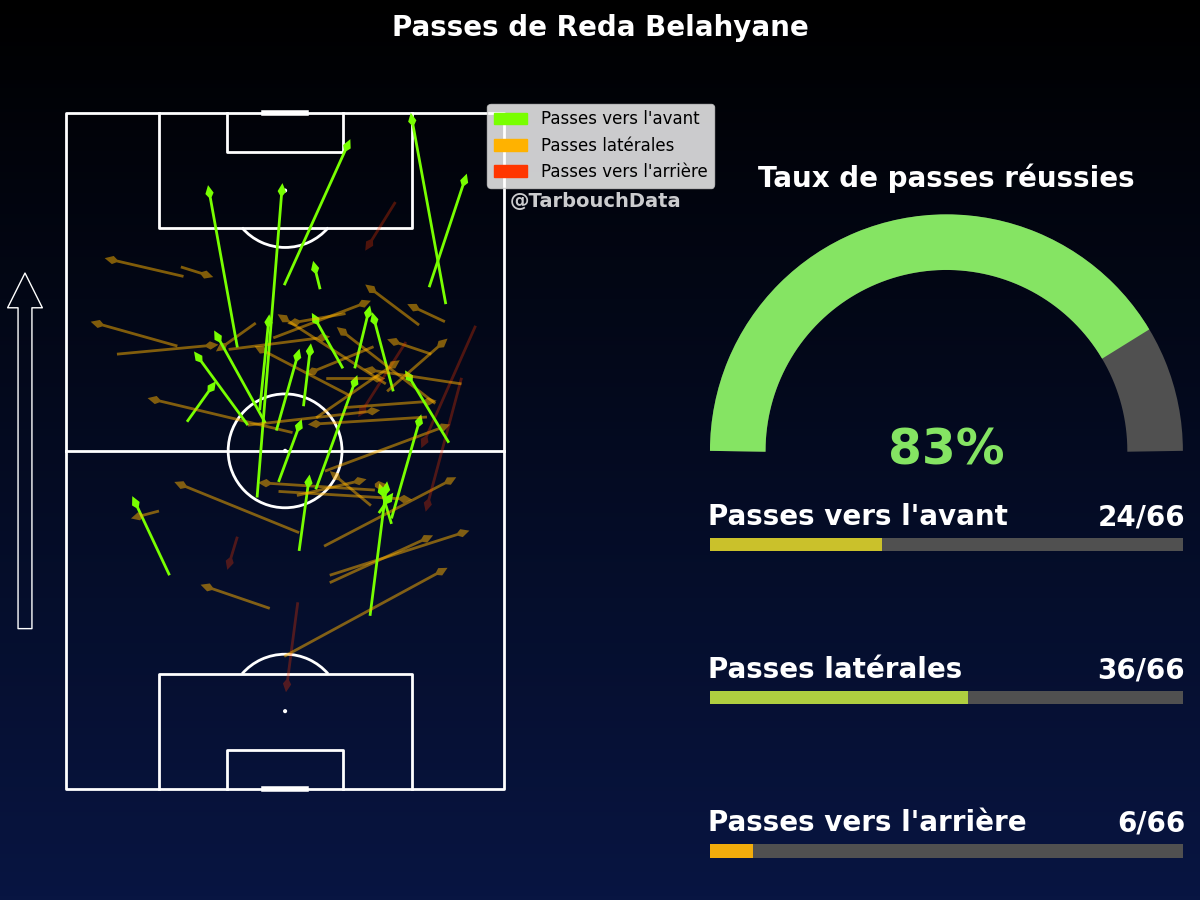 Passes de Reda Belahyane
Passes vers l'avant
Passes latérales
Passes vers l'arrière
@TarbouchData
Taux de passes réussies
83%
Passes vers l'avant 24/66
Passes latérales 36/66
Passes vers l'arrière 6/66